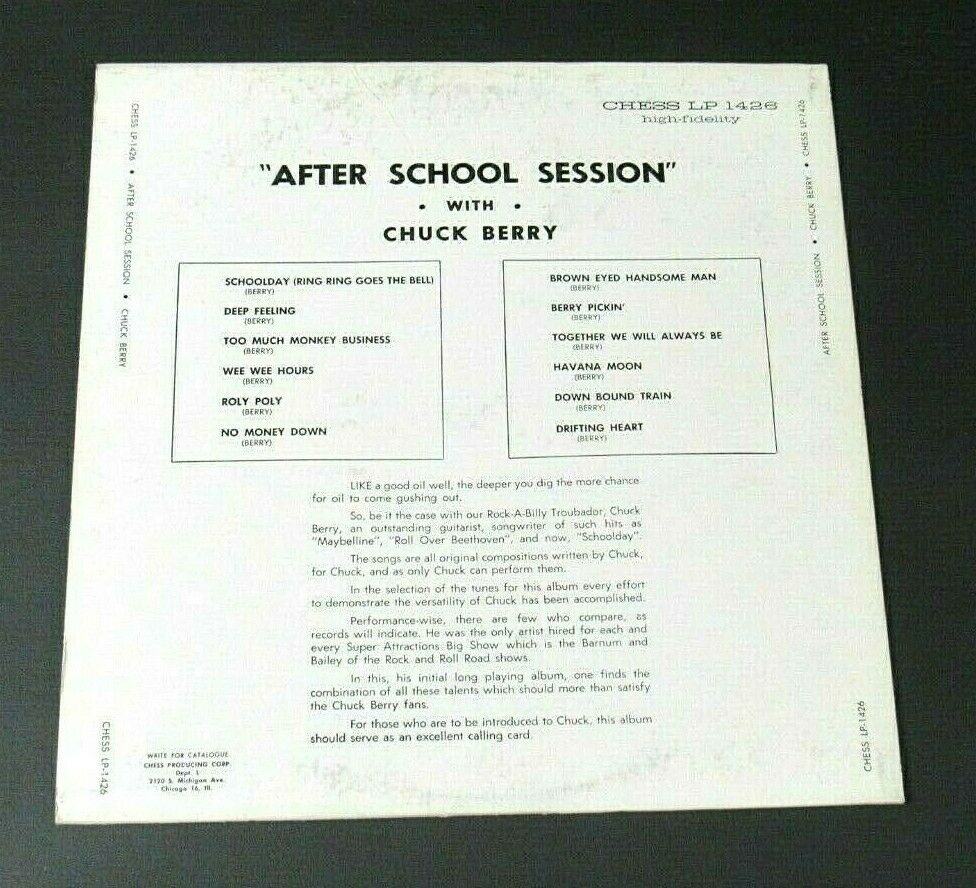 CHESS LP 1426
high-fidelity
"AFTER SCHOOL SESSION"
• WITH •
CHUCK BERRY
CHESS LP-1426 • AFTER SCHOOL SESSION • CHUCK BERRY
SCHOOLDAY (RING RING GOES THE BELL)
(BERRY)
DEEP FEELING
(BERRY)
TOO MUCH MONKEY BUSINESS
(BERRY)
WEE WEE HOURS
(BERRY)
ROLY POLY
(BERRY)
NO MONEY DOWN
(BERRY)
BROWN EYED HANDSOME MAN
(BERRY)
BERRY PICKIN'
(BERRY)
TOGETHER WE WILL ALWAYS BE
(BERRY)
HAVANA MOON
(BERRY)
DOWN BOUND TRAIN
(BERRY)
DRIFTING HEART
(BERRY)
AFTER SCHOOL SESSION • CHUCK BERRY • CHESS LP-1426
LIKE a good oil well, the deeper you dig the more chance
for oil to come gushing out.
So, be it the case with our Rock-A-Billy Troubador, Chuck
Berry, an outstanding guitarist, songwriter of such hits as
"Maybelline", "Roll Over Beethoven", and now, "Schoolday".
The songs are all original compositions written by Chuck,
for Chuck, and as only Chuck can perform them.
In the selection of the tunes for this album every effort
to demonstrate the versatility of Chuck has been accomplished.
Performance-wise, there are few who compare, as
records will indicate. He was the only artist hired for each and
every Super Attractions Big Show which is the Barnum and
Bailey of the Rock and Roll Road shows.
In this, his initial long playing album, one finds the
combination of all these talents which should more than satisfy
the Chuck Berry fans.
For those who are to be introduced to Chuck, this album
should serve as an excellent calling card.
CHESS LP-1426
WRITE FOR CATALOGUE
CHESS PRODUCING CORP.
Dept. L
2120 S. Michigan Ave.
Chicago 16, Ill.
CHESS LP-1426